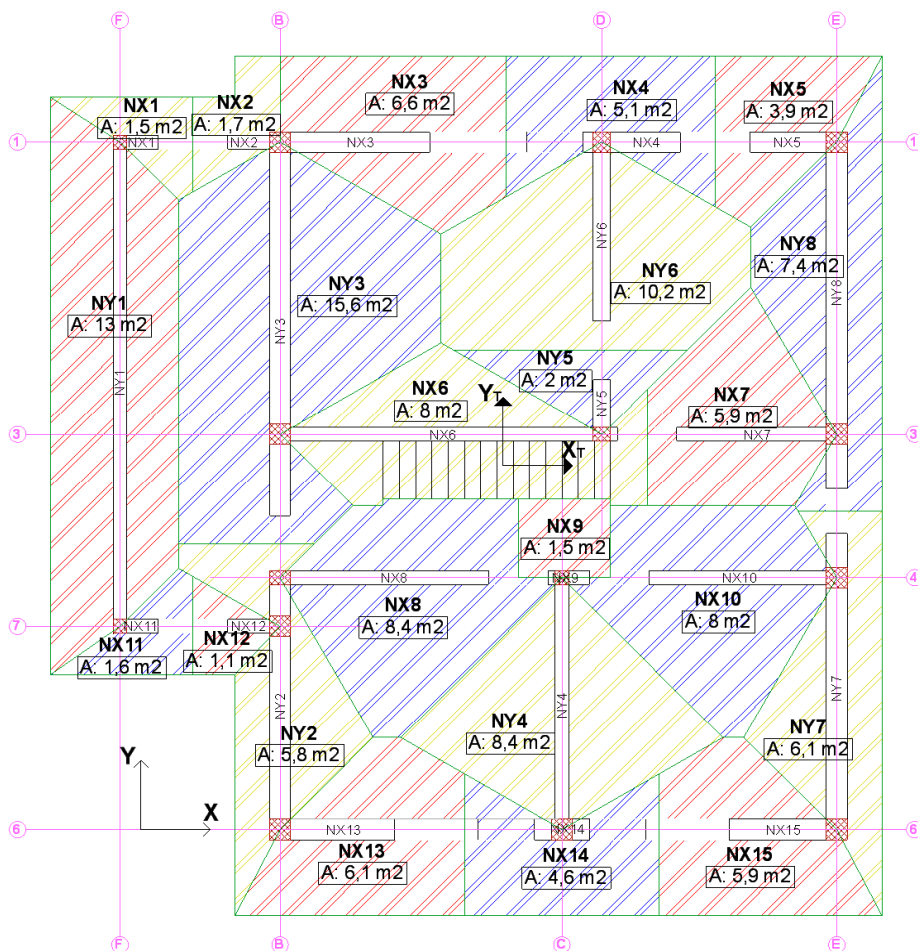 F
B
D
E
NX3
A: 6,6 m2
NX4
A: 5,1 m2
NX5
A: 3,9 m2
NX1
A: 1,5 m2
NX2
A: 1,7 m2
1
NX1
NX2
NX3
NX4
NX5
1
NY6
NY8
A: 7,4 m2
NY6
A: 10,2 m2
NY3
A: 15,6 m2
NY8
NY1
A: 13 m2
NY3
NY1
NY5
A: 2 m2
NX6
A: 8 m2
YT
NY5
NX7
A: 5,9 m2
3
NX6
NX7
3
XT
NX9
A: 1,5 m2
4
NX8
NX9
NX10
NX8
A: 8,4 m2
NX10
A: 8 m2
7
NX11
NX12
NX11
A: 1,6 m2
NX12
A: 1,1 m2
NY2
NY4
NY7
NY2
A: 5,8 m2
NY4
A: 8,4 m2
NY7
A: 6,1 m2
Y
X
6
NX13
NX14
NX15
6
NX13
A: 6,1 m2
NX14
A: 4,6 m2
NX15
A: 5,9 m2
F
B
C
E